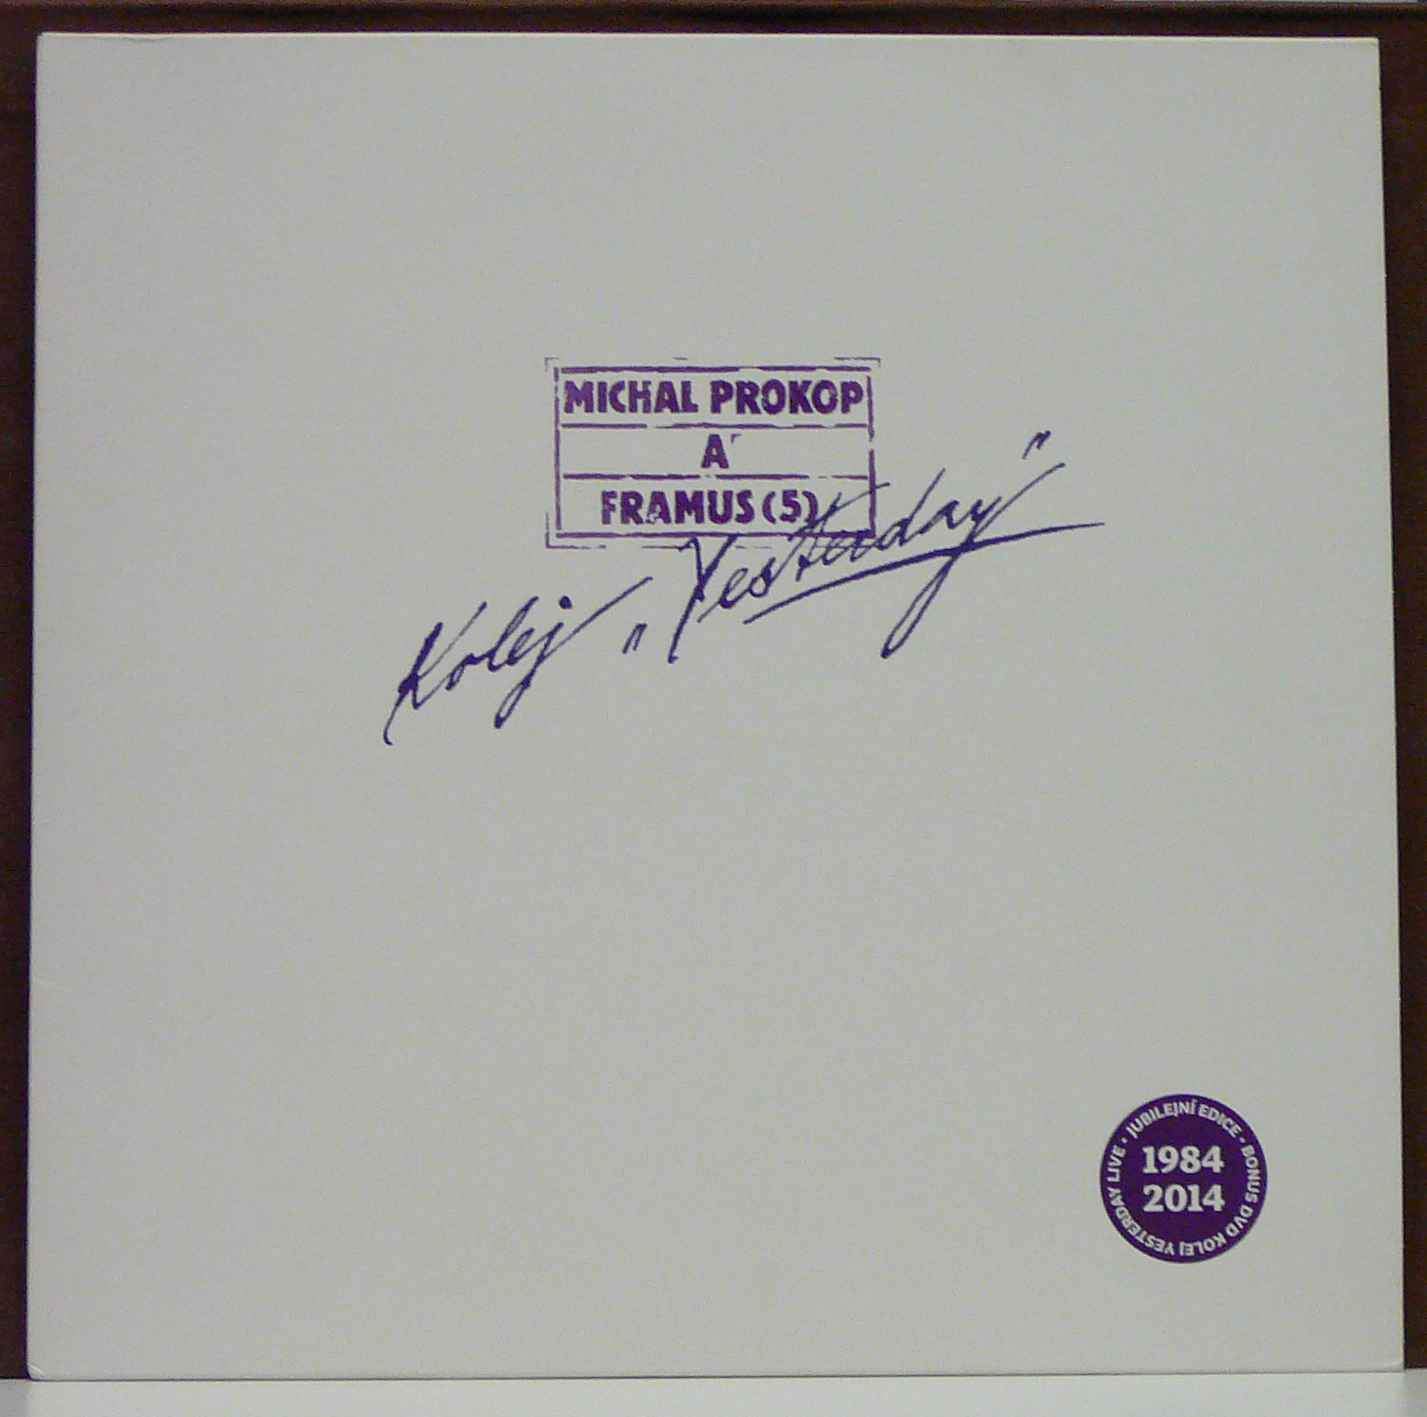 MICHAL PROKOP
A
FRAMUS (5)
Kolej „Yesterday"
JUBILEJNÍ EDICE • BONUS DVD KOLEJ YESTERDAY LIVE •
1984
2014